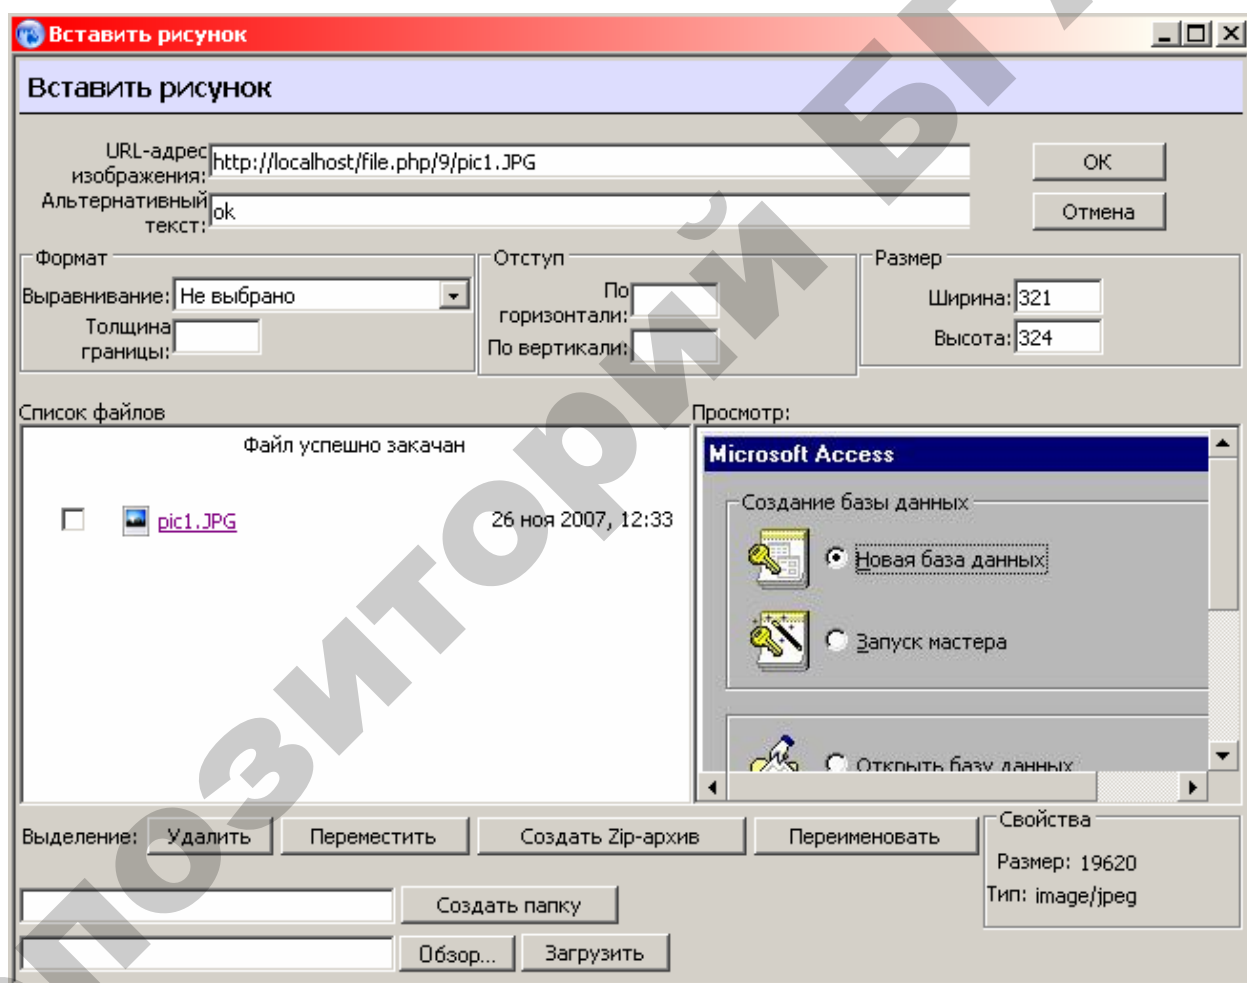 Вставить рисунок
Вставить рисунок
URL-адрес изображения: http://localhost/file.php/9/pic1.JPG
OK
Альтернативный текст: ok
Отмена
Формат
Отступ
Размер
Выравнивание: Не выбрано
По горизонтали:
Ширина: 321
Толщина границы:
По вертикали:
Высота: 324
Список файлов
Просмотр:
Файл успешно закачан
pic1.JPG 26 ноя 2007, 12:33
Microsoft Access
Создание базы данных
Новая база данных
Запуск мастера
Открыть базу данных
Выделение: Удалить Переместить Создать Zip-архив Переименовать
Свойства
Размер: 19620
Тип: image/jpeg
Создать папку
Обзор... Загрузить
позиторий БГ